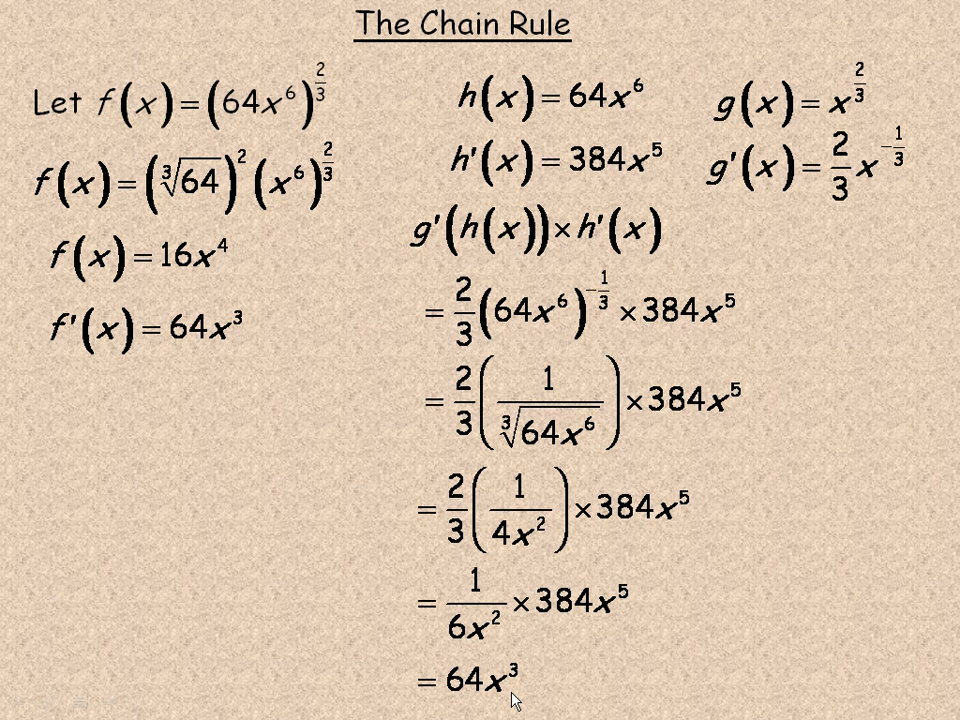 The Chain Rule
Let f(x) = (64x⁶)^(2/3)
f(x) = (∛64)²(x⁶)^(2/3)
f(x) = 16x⁴
f'(x) = 64x³
h(x) = 64x⁶
h'(x) = 384x⁵
g(x) = x^(2/3)
g'(x) = 2/3 x^(-1/3)
g'(h(x)) × h'(x)
= 2/3 (64x⁶)^(-1/3) × 384x⁵
= 2/3 (1/∛(64x⁶)) × 384x⁵
= 2/3 (1/(4x²)) × 384x⁵
= 1/(6x²) × 384x⁵
= 64x³